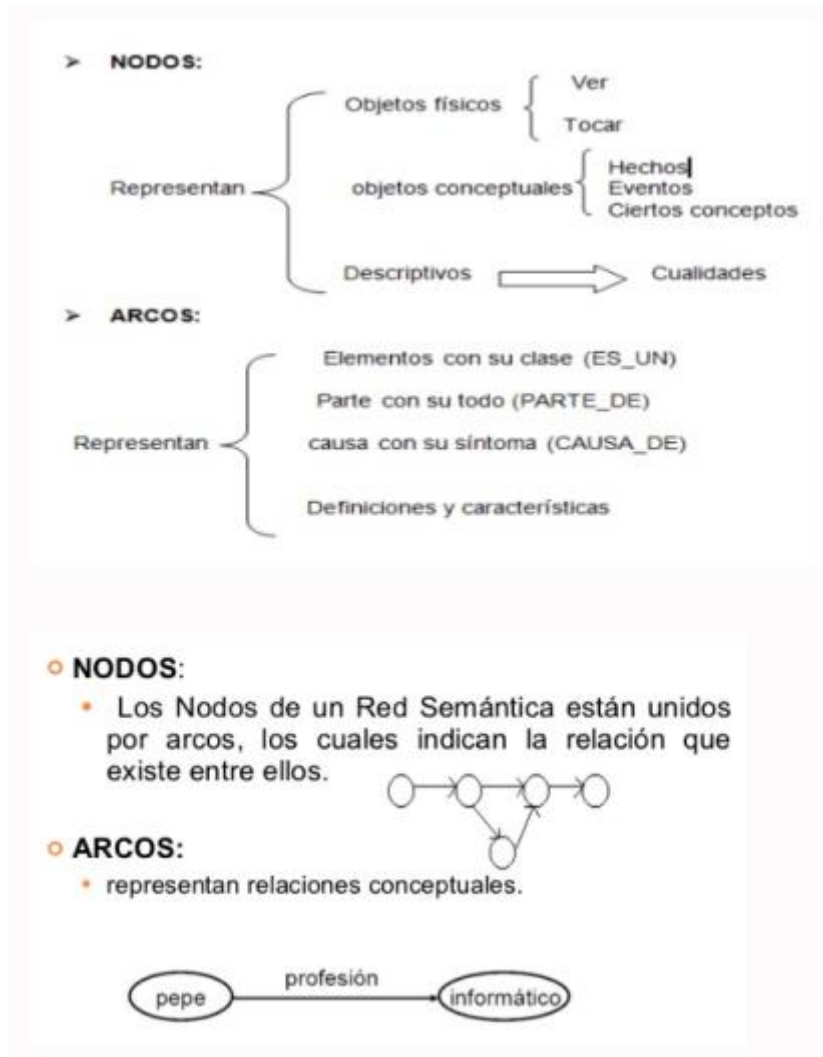 ➢ NODOS:
Representan
Objetos físicos
Ver
Tocar
objetos conceptuales
Hechos
Eventos
Ciertos conceptos
Descriptivos
Cualidades
➢ ARCOS:
Representan
Elementos con su clase (ES_UN)
Parte con su todo (PARTE_DE)
causa con su síntoma (CAUSA_DE)
Definiciones y características
NODOS:
• Los Nodos de un Red Semántica están unidos
por arcos, los cuales indican la relación que
existe entre ellos.
ARCOS:
• representan relaciones conceptuales.
pepe
profesión
informático